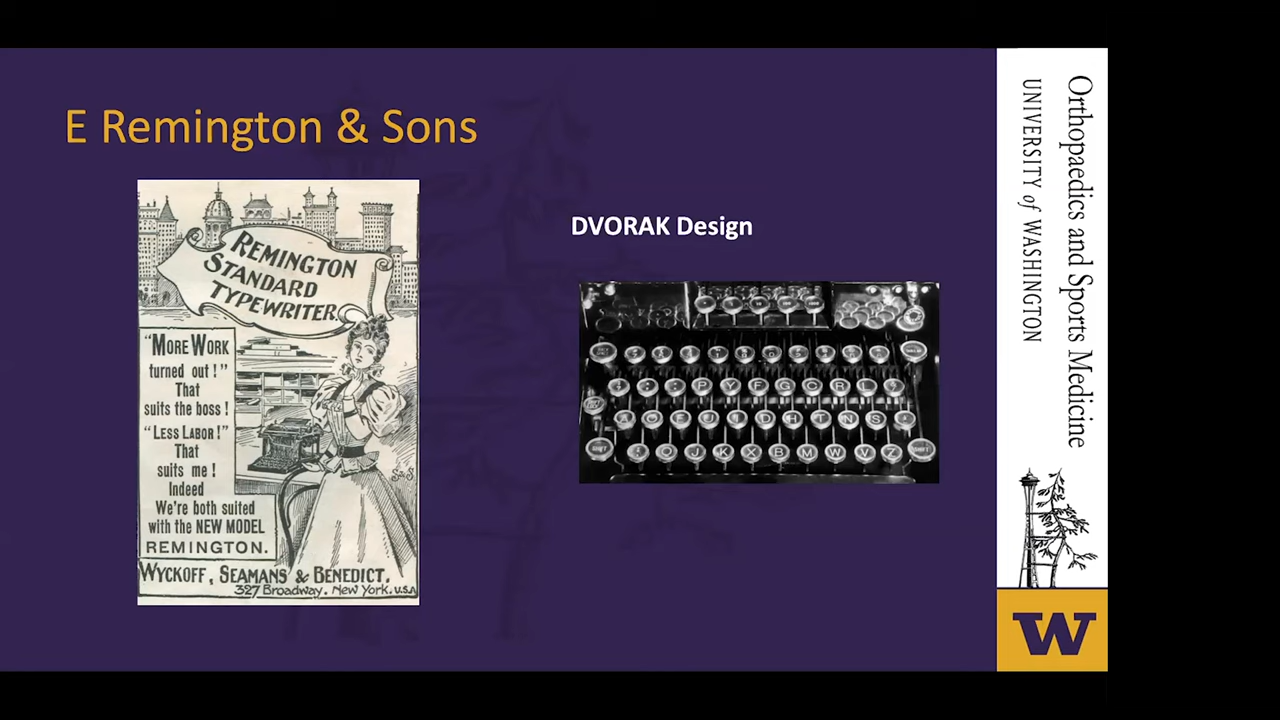 E Remington & Sons
REMINGTON
STANDARD
TYPEWRITER
"MORE WORK
turned out!"
That
suits the boss!
"LESS LABOR!"
That
suits me!
Indeed
We're both suited
with the NEW MODEL
REMINGTON.
WYCKOFF, SEAMANS & BENEDICT.
327 Broadway. New York. U.S.A
DVORAK Design
P Y F G C R L
A O E U I D H T N S
; Q J K X B M W V Z
Orthopaedics and Sports Medicine
UNIVERSITY of WASHINGTON
W